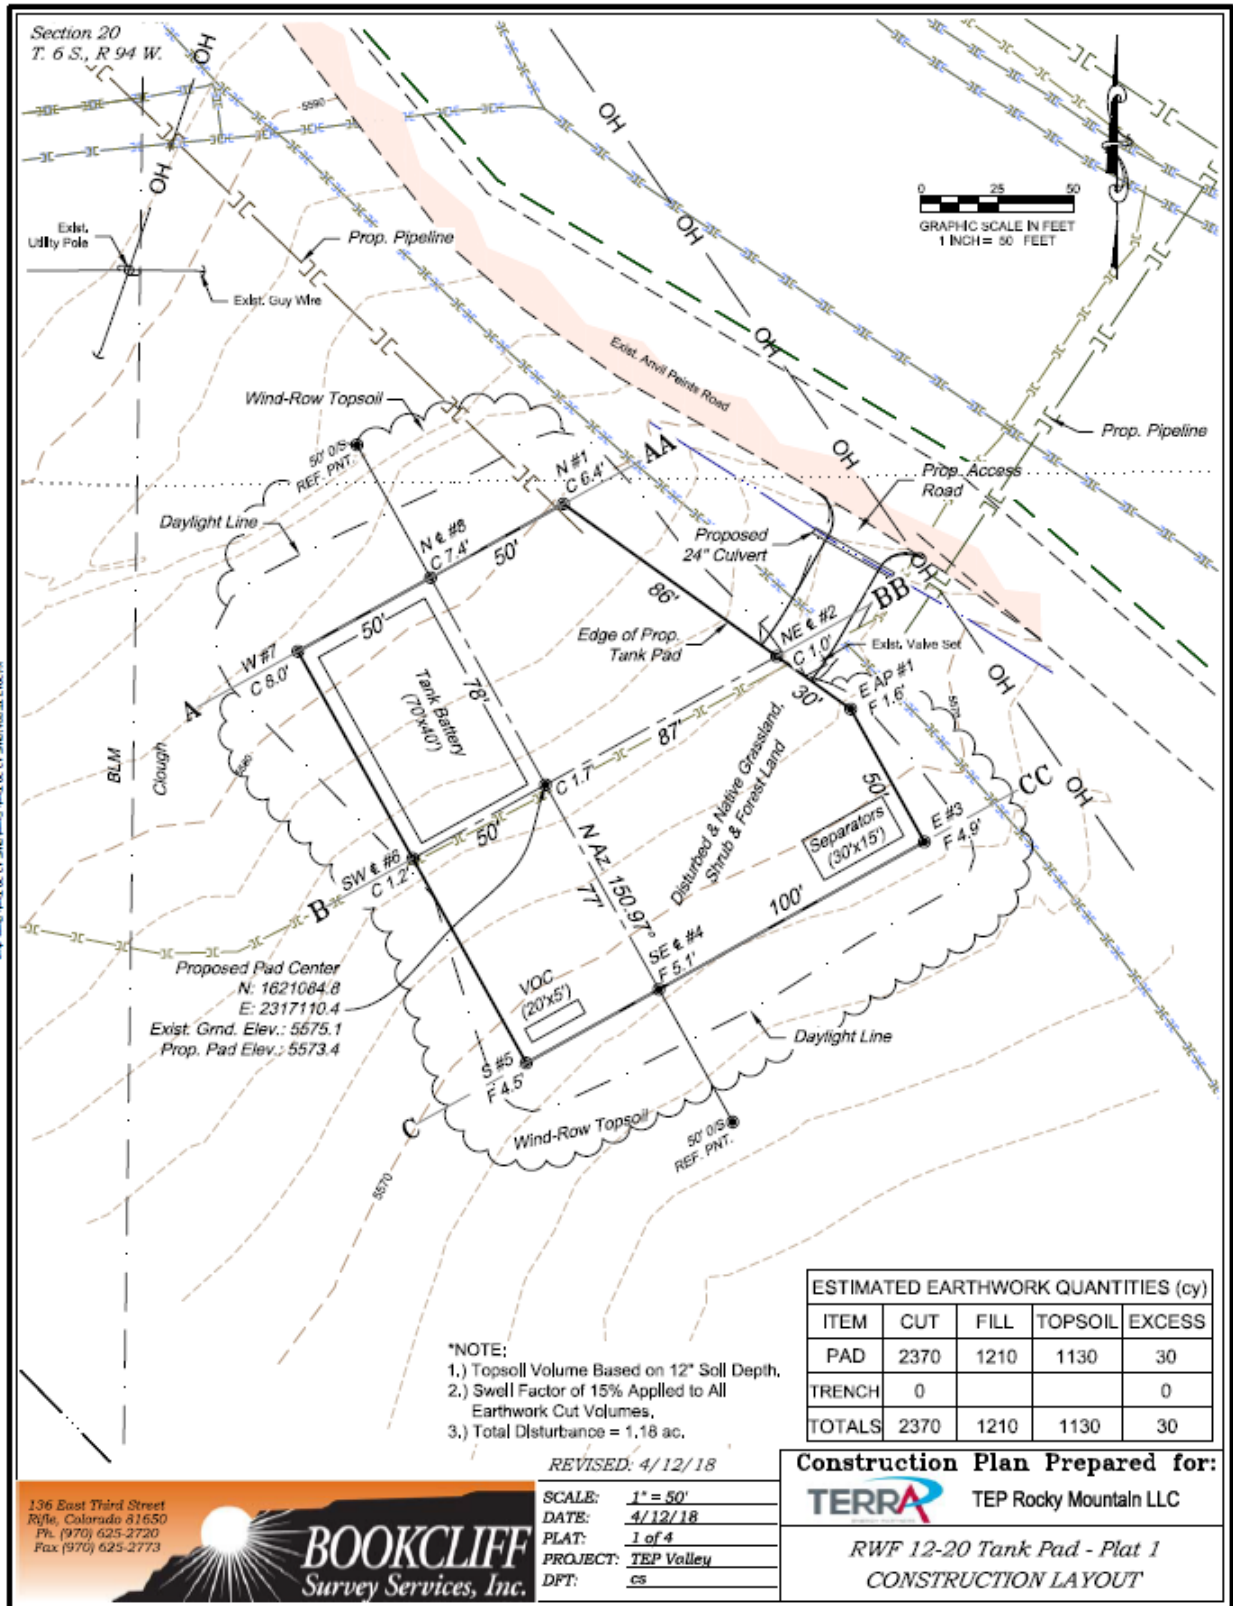 Section 20
T. 6 S., R 94 W.
OH
OH
5590
OH
OH
OH
OH
OH
OH
OH
0 25 50
GRAPHIC SCALE IN FEET
1 INCH = 50 FEET
Exist.
Utility Pole
Exist. Guy Wire
Prop. Pipeline
Exist. Anvil Points Road
Wind-Row Topsoil
50' O/S
REF. PNT.
N #1
C 6.4'
AA
Prop. Pipeline
Prop. Access
Road
Daylight Line
N ℄ #8
C 7.4'
50'
Proposed
24" Culvert
86'
BB
50'
Edge of Prop.
Tank Pad
NE ℄ #2
C 1.0'
Exist. Valve Set
W #7
C 8.0'
A
Tank Battery
(70'x40')
78'
30'
E AP #1
F 1.6'
5575
87'
BLM
Clough
5580
C 1.7'
Disturbed & Native Grassland,
Shrub & Forest Land
50'
CC
50'
Separators
(30'x15')
E #3
F 4.9'
SW ℄ #6
C 1.2'
B
N Az. 150.97°
77'
100'
Proposed Pad Center
N: 1621084.8
E: 2317110.4
Exist. Grnd. Elev.: 5575.1
Prop. Pad Elev.: 5573.4
SE ℄ #4
F 5.1'
VOC
(20'x5')
Daylight Line
S #5
F 4.5'
C
Wind-Row Topsoil
50' O/S
REF. PNT.
5570
ESTIMATED EARTHWORK QUANTITIES (cy)
ITEM CUT FILL TOPSOIL EXCESS
PAD 2370 1210 1130 30
TRENCH 0 0
TOTALS 2370 1210 1130 30
*NOTE:
1.) Topsoil Volume Based on 12" Soil Depth.
2.) Swell Factor of 15% Applied to All
Earthwork Cut Volumes.
3.) Total Disturbance = 1.18 ac.
REVISED: 4/12/18
136 East Third Street
Rifle, Colorado 81650
Ph. (970) 625-2720
Fax (970) 625-2773
BOOKCLIFF
Survey Services, Inc.
SCALE: 1" = 50'
DATE: 4/12/18
PLAT: 1 of 4
PROJECT: TEP Valley
DFT: cs
Construction Plan Prepared for:
TERRA
TEP Rocky Mountain LLC
RWF 12-20 Tank Pad - Plat 1
CONSTRUCTION LAYOUT